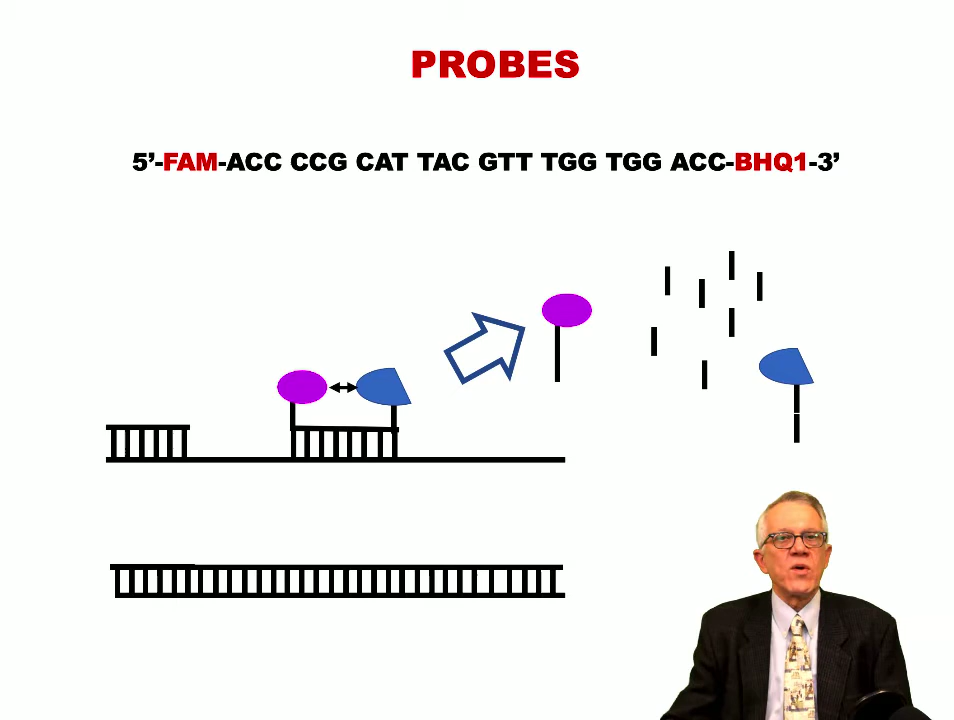 PROBES
5’-FAM-ACC CCG CAT TAC GTT TGG TGG ACC-BHQ1-3’